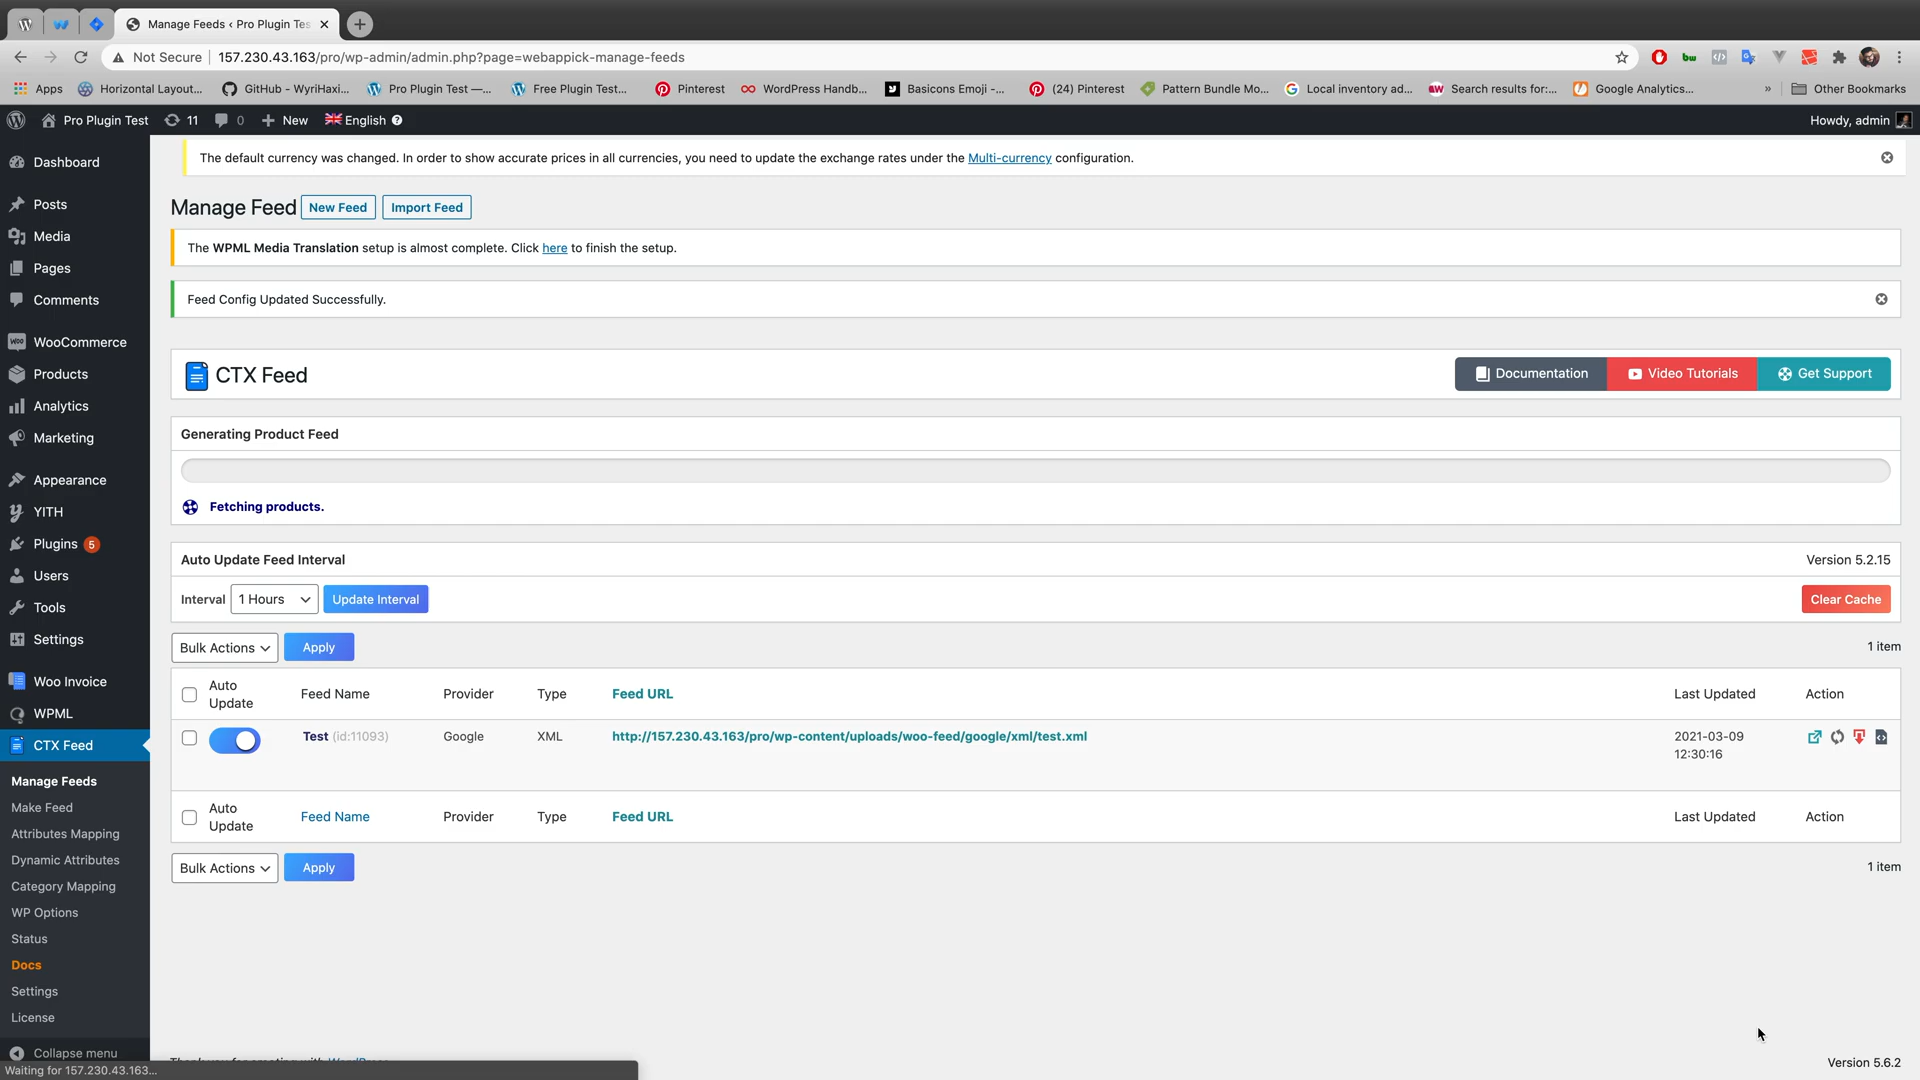 Manage Feeds ‹ Pro Plugin Tes
Not Secure
157.230.43.163/pro/wp-admin/admin.php?page=webappick-manage-feeds
Apps
Horizontal Layout...
GitHub - WyriHaxi...
Pro Plugin Test —...
Free Plugin Test...
Pinterest
WordPress Handb...
Basicons Emoji -...
(24) Pinterest
Pattern Bundle Mo...
Local inventory ad...
Search results for:...
Google Analytics...
»
Other Bookmarks
Pro Plugin Test
11
0
New
English
Howdy, admin
Dashboard
Posts
Media
Pages
Comments
WooCommerce
Products
Analytics
Marketing
Appearance
YITH
Plugins 5
Users
Tools
Settings
Woo Invoice
WPML
CTX Feed
Manage Feeds
Make Feed
Attributes Mapping
Dynamic Attributes
Category Mapping
WP Options
Status
Docs
Settings
License
Collapse menu
Waiting for 157.230.43.163...
The default currency was changed. In order to show accurate prices in all currencies, you need to update the exchange rates under the Multi-currency configuration.
Manage Feed
New Feed
Import Feed
The WPML Media Translation setup is almost complete. Click here to finish the setup.
Feed Config Updated Successfully.
CTX Feed
Documentation
Video Tutorials
Get Support
Generating Product Feed
Fetching products.
Auto Update Feed Interval
Version 5.2.15
Interval
1 Hours
Update Interval
Clear Cache
Bulk Actions
Apply
1 item
Auto Update
Feed Name
Provider
Type
Feed URL
Last Updated
Action
Test (id:11093)
Google
XML
http://157.230.43.163/pro/wp-content/uploads/woo-feed/google/xml/test.xml
2021-03-09
12:30:16
Auto Update
Feed Name
Provider
Type
Feed URL
Last Updated
Action
Bulk Actions
Apply
1 item
Version 5.6.2